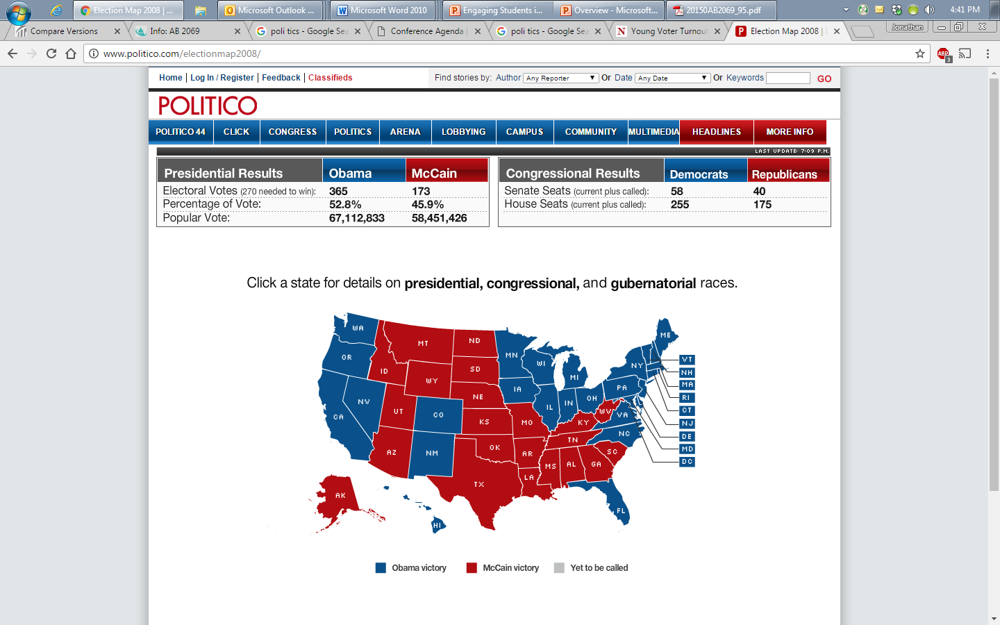 Election Map 2008 | ...
Microsoft Outlook ...
Microsoft Word 2010
Engaging Students i...
Overview - Microsoft...
20150AB2069_95.pdf
4:41 PM
Compare Versions
Info: AB 2069
poli tics - Google Sea
Conference Agenda |
poli tics - Google Sea
Young Voter Turnout
Election Map 2008 |
Jonathan
www.politico.com/electionmap2008/
ABP
3
Home | Log In / Register | Feedback | Classifieds
Find stories by: Author Any Reporter Or Date Any Date Or Keywords GO
POLITICO
POLITICO 44 CLICK CONGRESS POLITICS ARENA LOBBYING CAMPUS COMMUNITY MULTIMEDIA HEADLINES MORE INFO
LAST UPDATE: 7:09 P.M.
Presidential Results Obama McCain
Electoral Votes (270 needed to win): 365 173
Percentage of Vote: 52.8% 45.9%
Popular Vote: 67,112,833 58,451,426
Congressional Results Democrats Republicans
Senate Seats (current plus called): 58 40
House Seats (current plus called): 255 175
Click a state for details on presidential, congressional, and gubernatorial races.
WA
MT
ND
ME
OR
MN
VT
ID
SD
WI
NY
NH
WY
MI
MA
NE
IA
PA
RI
NV
UT
CO
IL
IN
OH
CT
CA
KS
MO
KY
WV
VA
NJ
AZ
NM
OK
AR
TN
NC
DE
SC
MD
TX
LA
MS
AL
GA
DC
AK
HI
FL
Obama victory McCain victory Yet to be called